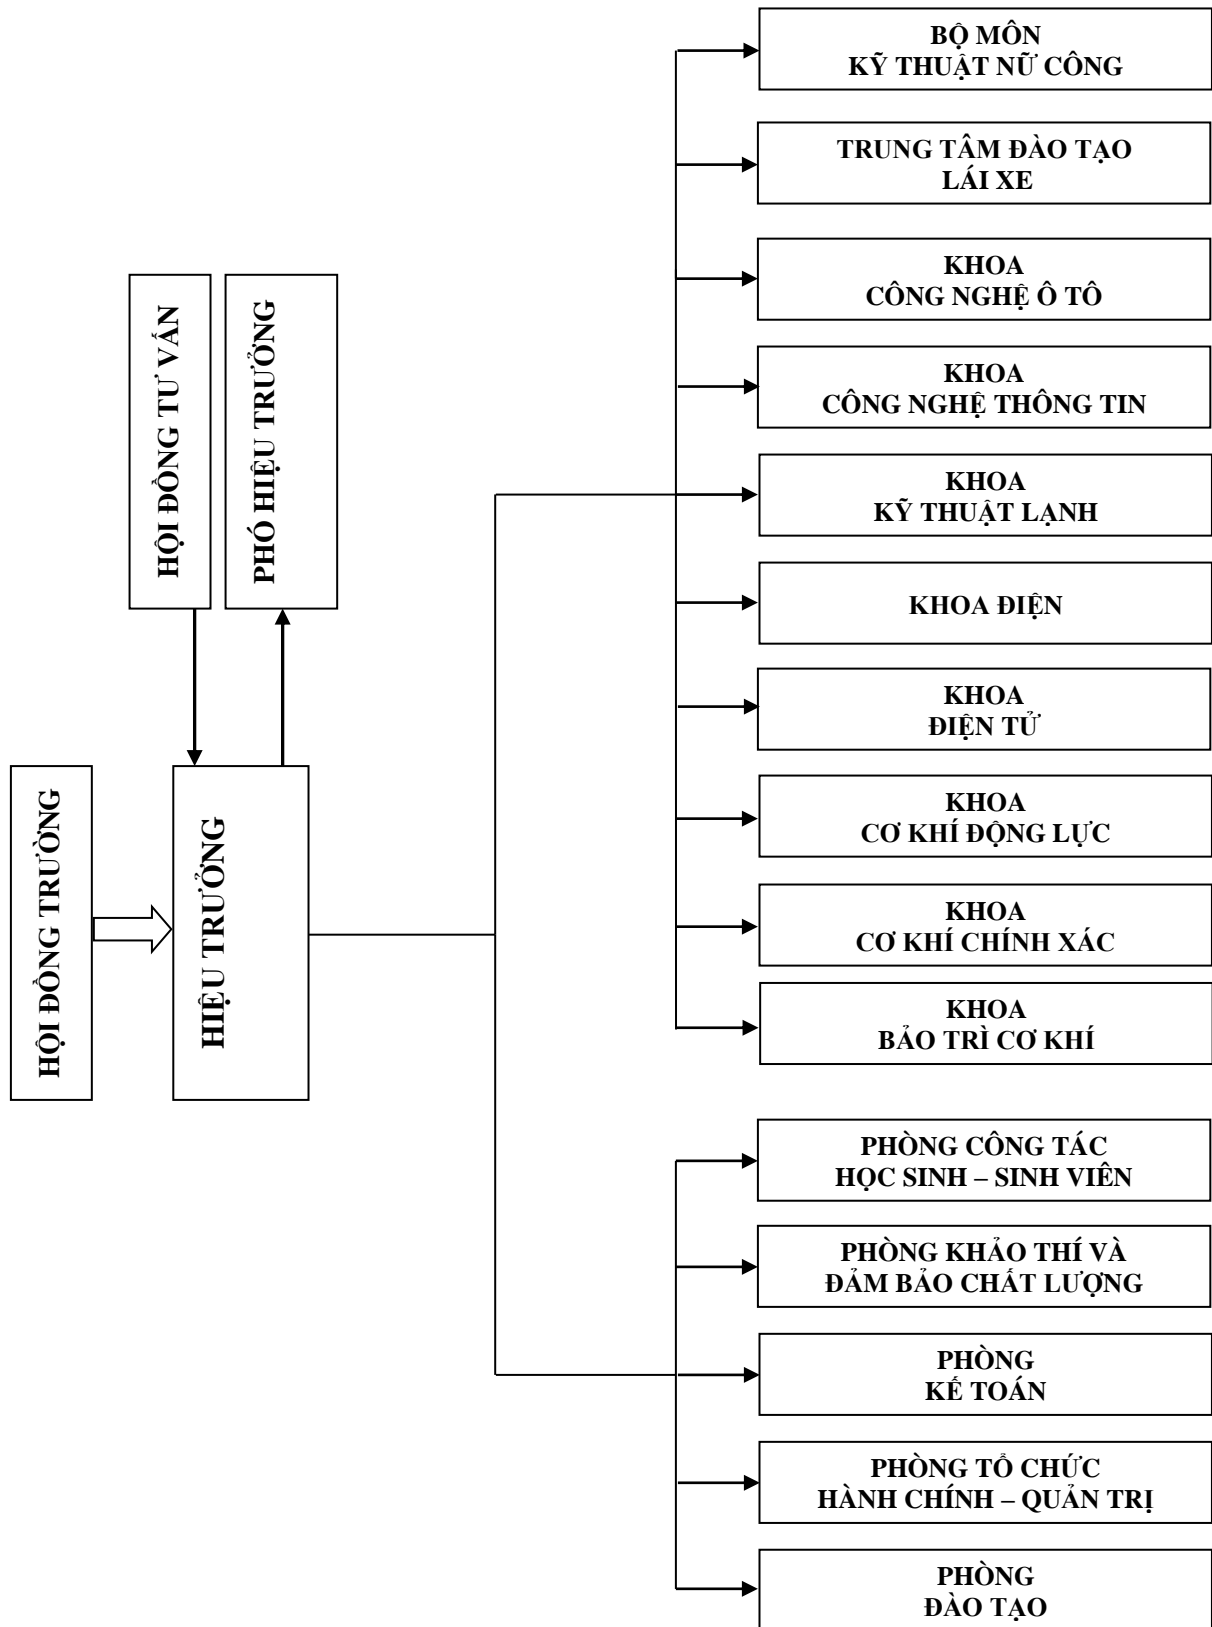 HỘI ĐỒNG TRƯỜNG
HIỆU TRƯỞNG
HỘI ĐỒNG TƯ VẤN
PHÓ HIỆU TRƯỞNG
BỘ MÔN
KỸ THUẬT NỮ CÔNG
TRUNG TÂM ĐÀO TẠO
LÁI XE
KHOA
CÔNG NGHỆ Ô TÔ
KHOA
CÔNG NGHỆ THÔNG TIN
KHOA
KỸ THUẬT LẠNH
KHOA ĐIỆN
KHOA
ĐIỆN TỬ
KHOA
CƠ KHÍ ĐỘNG LỰC
KHOA
CƠ KHÍ CHÍNH XÁC
KHOA
BẢO TRÌ CƠ KHÍ
PHÒNG CÔNG TÁC
HỌC SINH – SINH VIÊN
PHÒNG KHẢO THÍ VÀ
ĐẢM BẢO CHẤT LƯỢNG
PHÒNG
KẾ TOÁN
PHÒNG TỔ CHỨC
HÀNH CHÍNH – QUẢN TRỊ
PHÒNG
ĐÀO TẠO